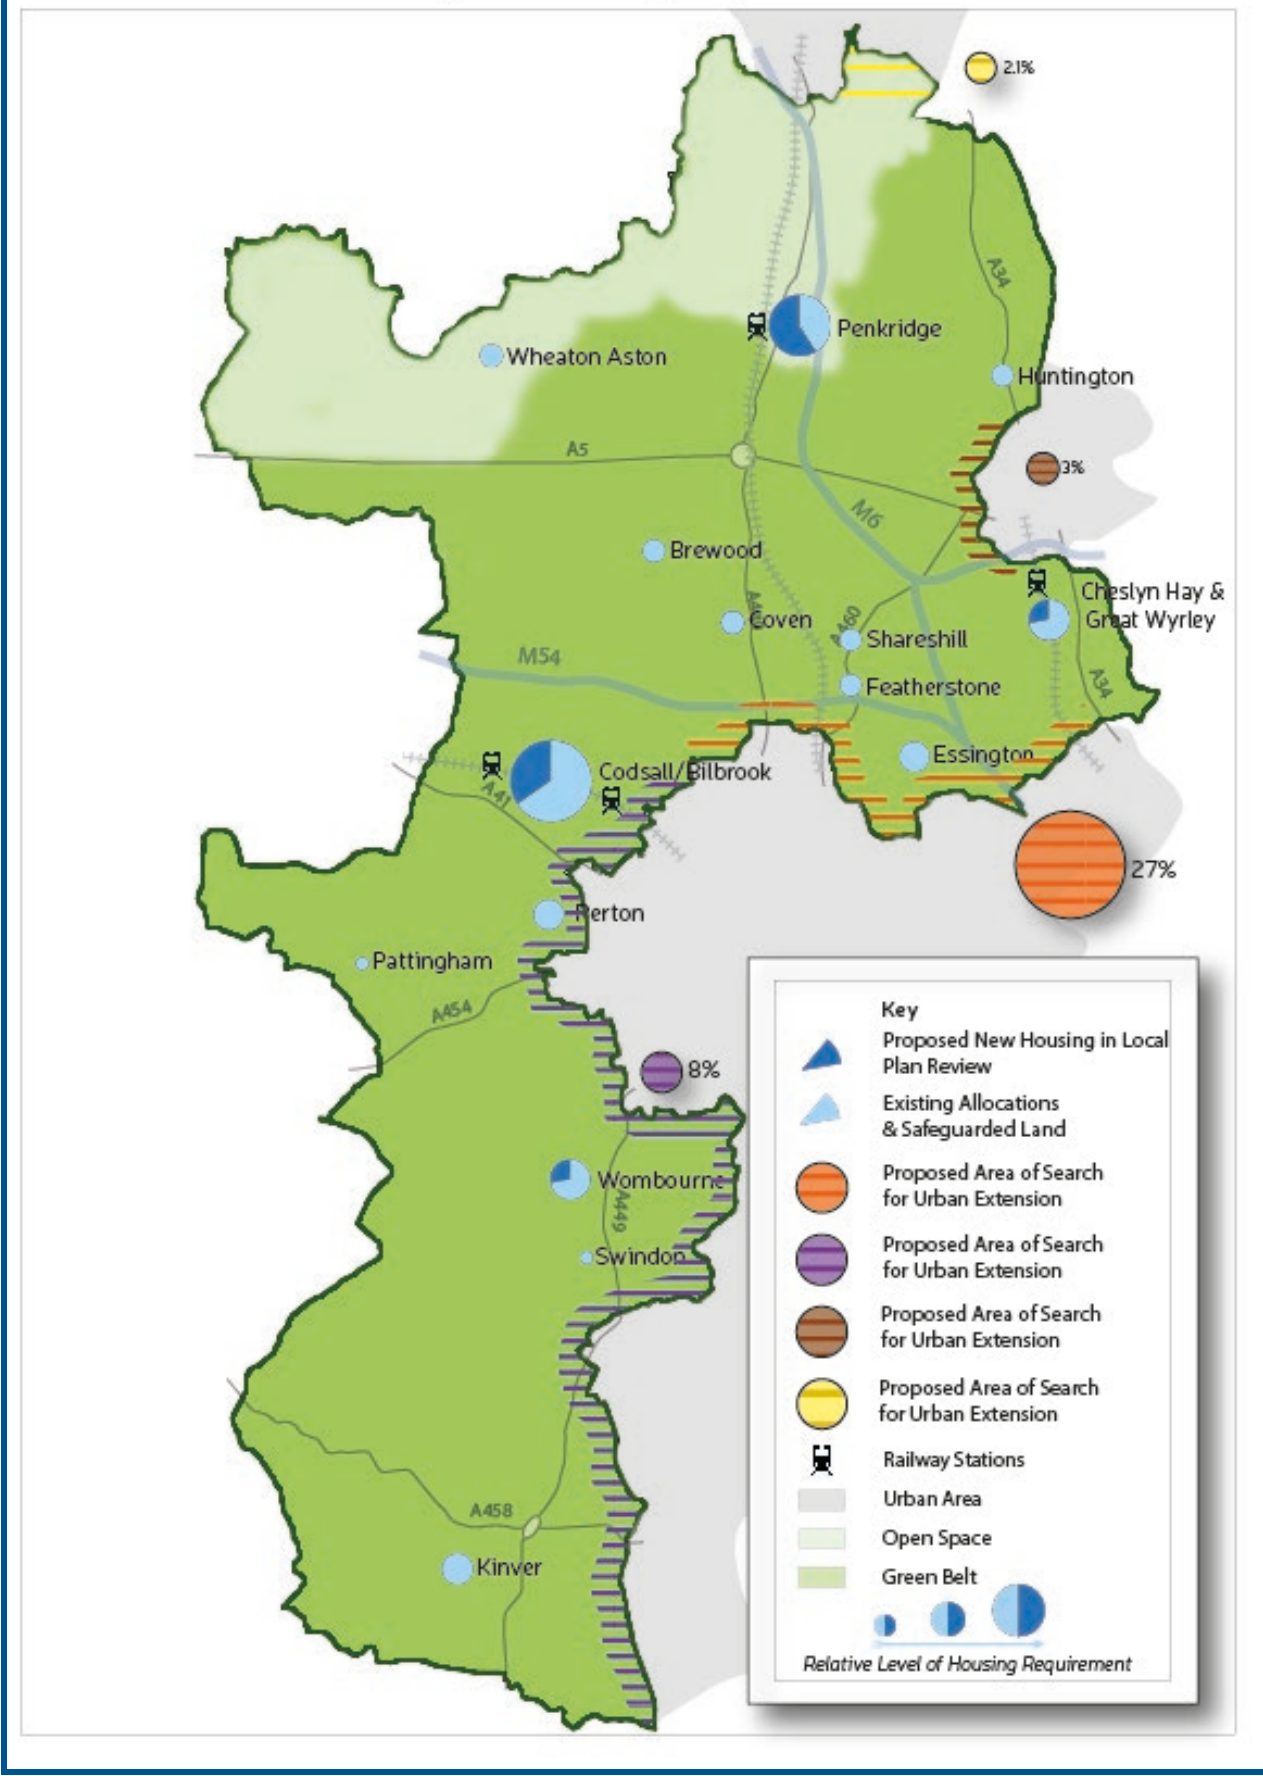 2.1%
A34
Penkridge
Wheaton Aston
Huntington
A5
3%
M6
Brewood
Cheslyn Hay &
Great Wyrley
Coven
A460
Shareshill
M54
Featherstone
A34
Essington
Codsall/Bilbrook
A41
27%
Perton
Pattingham
A454
8%
Wombourne
A449
Swindon
A458
Kinver
Key
Proposed New Housing in Local
Plan Review
Existing Allocations
& Safeguarded Land
Proposed Area of Search
for Urban Extension
Proposed Area of Search
for Urban Extension
Proposed Area of Search
for Urban Extension
Proposed Area of Search
for Urban Extension
Railway Stations
Urban Area
Open Space
Green Belt
Relative Level of Housing Requirement